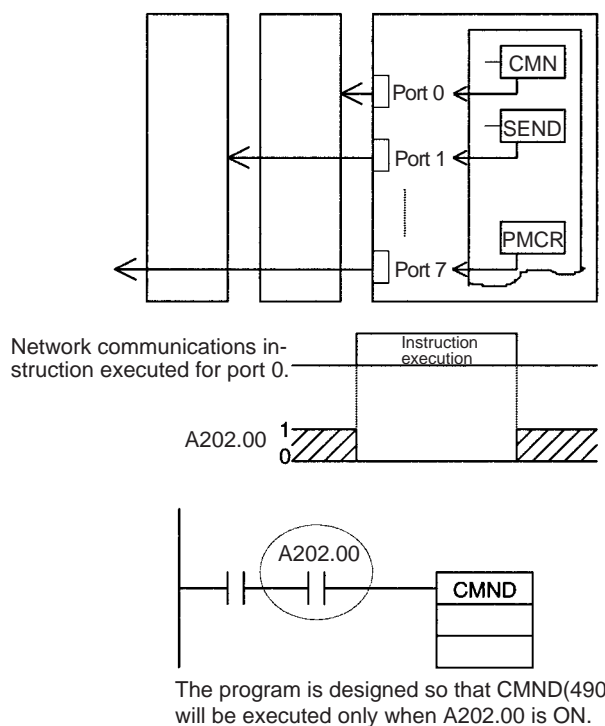 CMN
Port 0
SEND
Port 1
PMCR
Port 7
Network communications in-
struction executed for port 0.
Instruction
execution
A202.00
1
0
A202.00
CMND
The program is designed so that CMND(490
will be executed only when A202.00 is ON.